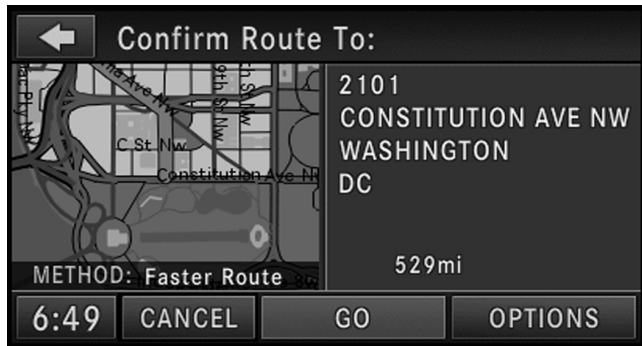 Confirm Route To:
2101
CONSTITUTION AVE NW
WASHINGTON
DC
529mi
C St Nw
Constitution Ave N
METHOD: Faster Route
6:49
CANCEL
GO
OPTIONS